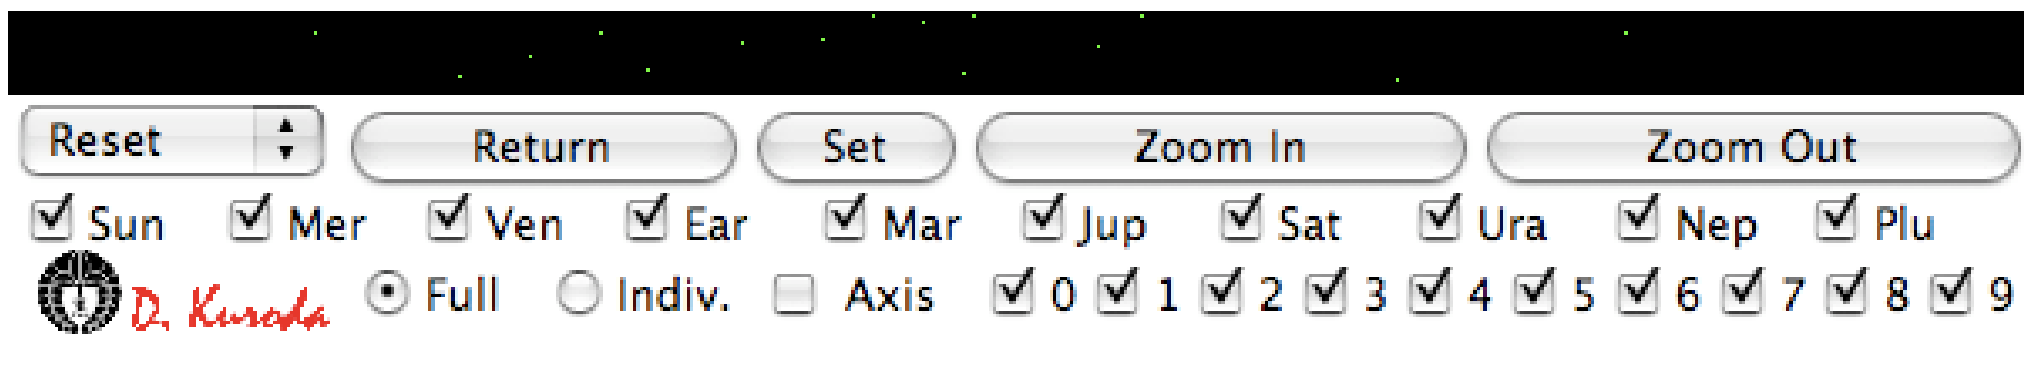 Reset Return Set Zoom In Zoom Out
Sun Mer Ven Ear Mar Jup Sat Ura Nep Plu
D. Kuroda Full Indiv. Axis 0 1 2 3 4 5 6 7 8 9